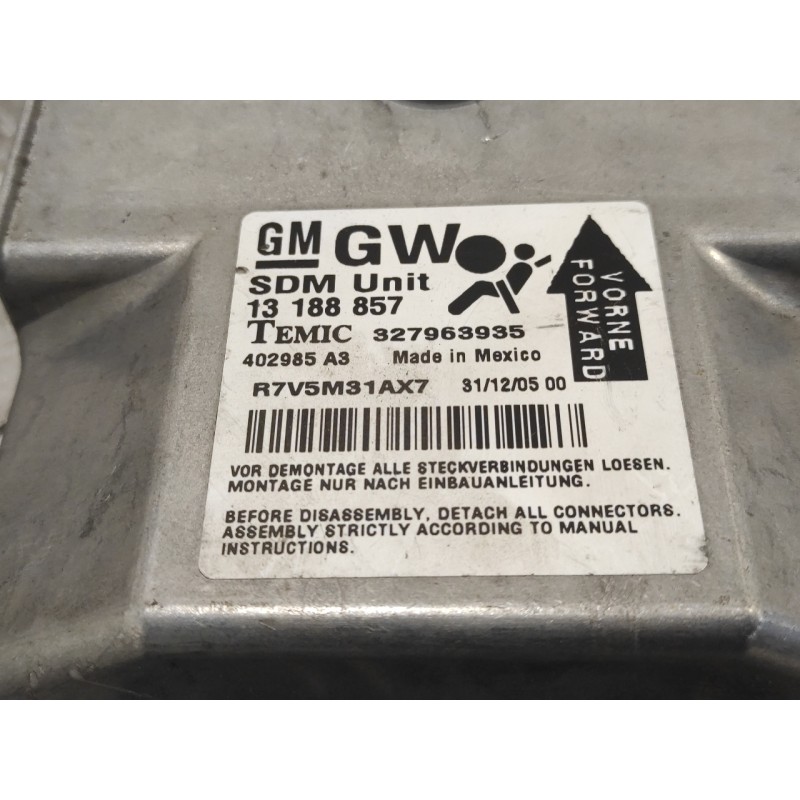 GM GW
SDM Unit
13 188 857
TEMIC 327963935
402985 A3 Made in Mexico
R7V5M31AX7 31/12/05 00
VORNE
FORWARD
VOR DEMONTAGE ALLE STECKVERBINDUNGEN LOESEN.
MONTAGE NUR NACH EINBAUANLEITUNG.
BEFORE DISASSEMBLY, DETACH ALL CONNECTORS.
ASSEMBLY STRICTLY ACCORDING TO MANUAL
INSTRUCTIONS.